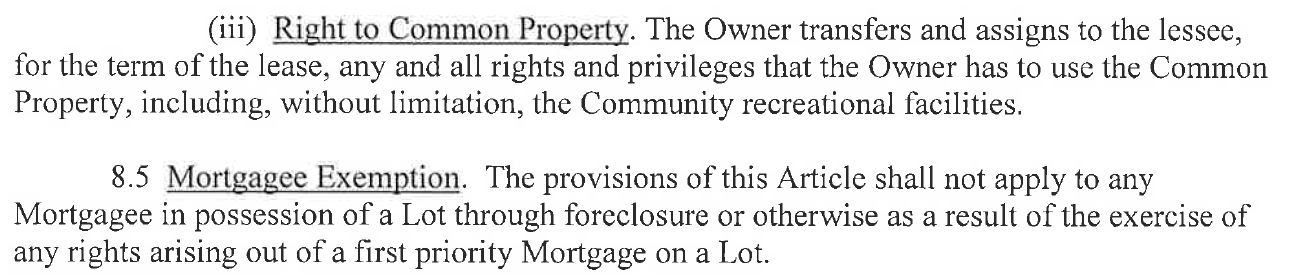 (iii) Right to Common Property. The Owner transfers and assigns to the lessee,
for the term of the lease, any and all rights and privileges that the Owner has to use the Common
Property, including, without limitation, the Community recreational facilities.
8.5 Mortgagee Exemption. The provisions of this Article shall not apply to any
Mortgagee in possession of a Lot through foreclosure or otherwise as a result of the exercise of
any rights arising out of a first priority Mortgage on a Lot.